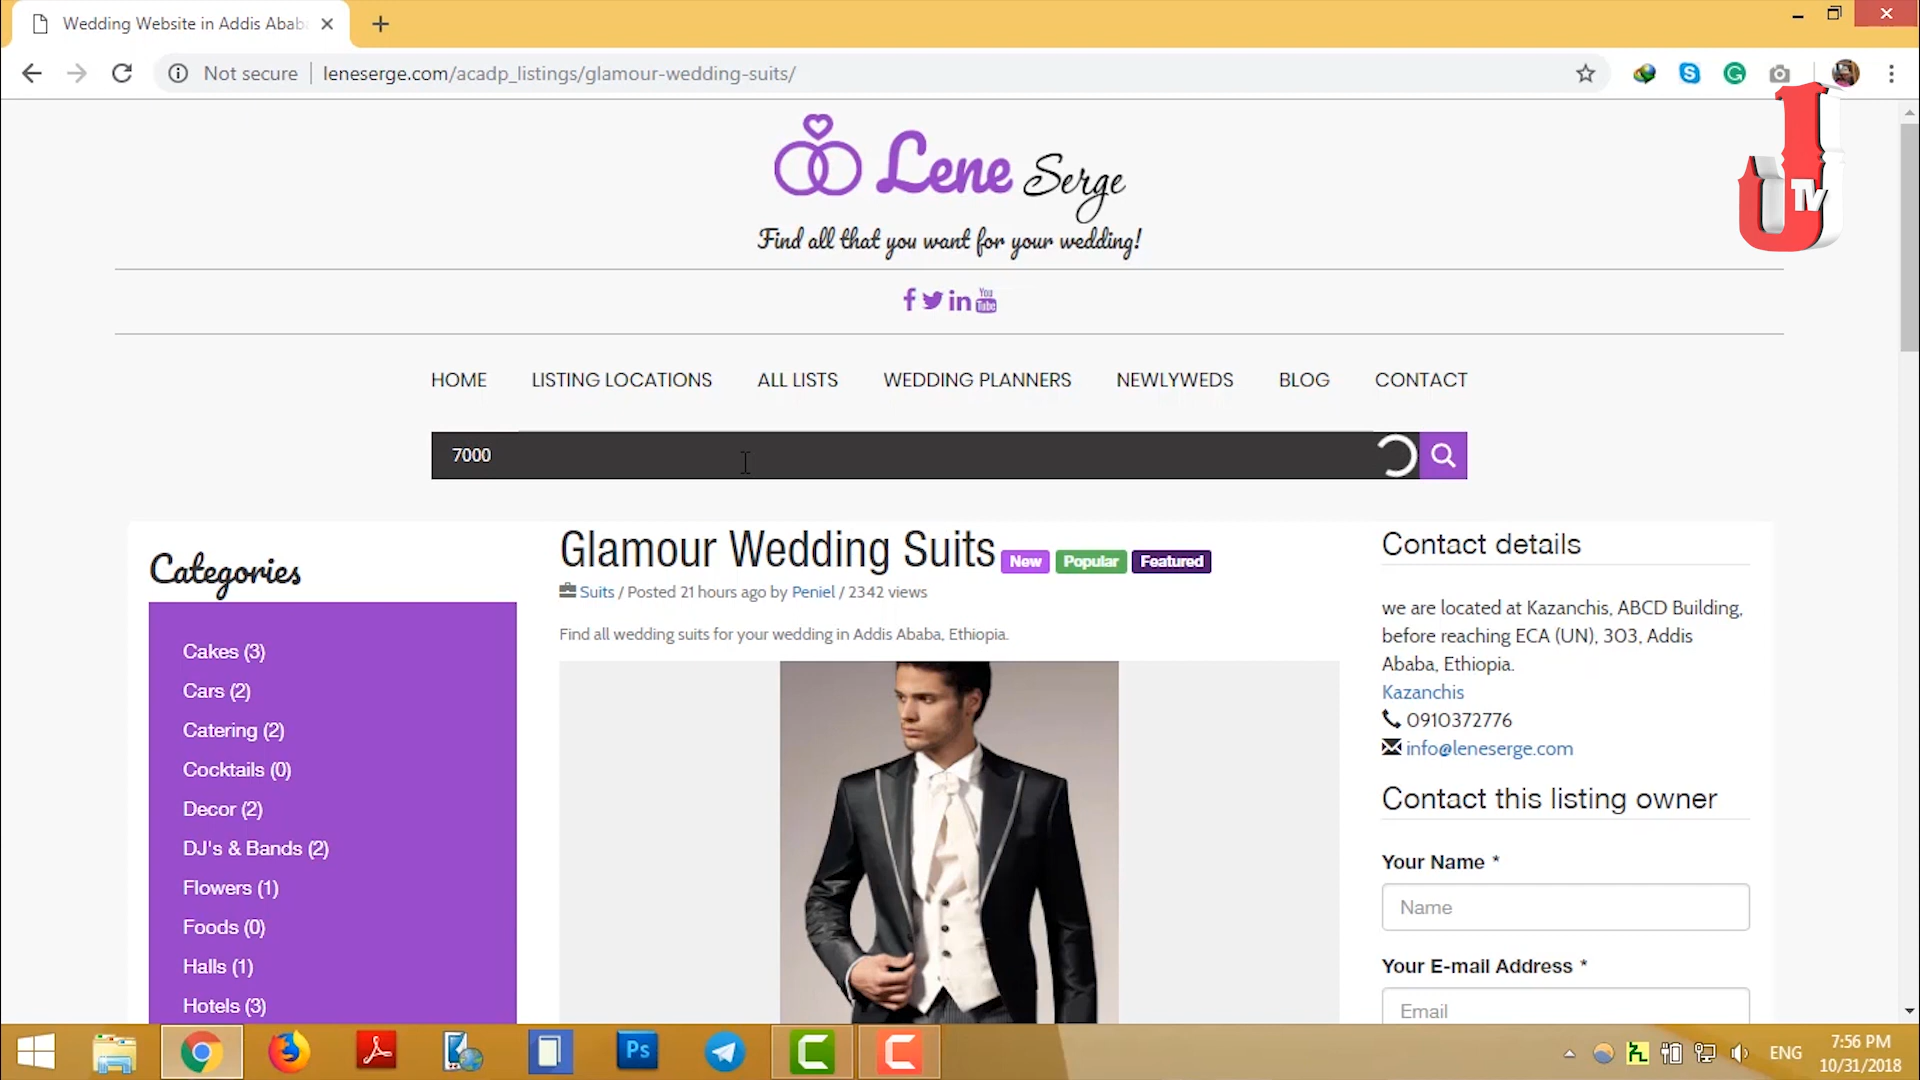 Wedding Website in Addis Abab
Not secure
leneserge.com/acadp_listings/glamour-wedding-suits/
J TV
Lene Serge
Find all that you want for your wedding!
You Tube
HOME LISTING LOCATIONS ALL LISTS WEDDING PLANNERS NEWLYWEDS BLOG CONTACT
7000
Categories
Cakes (3)
Cars (2)
Catering (2)
Cocktails (0)
Decor (2)
DJ's & Bands (2)
Flowers (1)
Foods (0)
Halls (1)
Hotels (3)
Glamour Wedding Suits New Popular Featured
Suits / Posted 21 hours ago by Peniel / 2342 views
Find all wedding suits for your wedding in Addis Ababa, Ethiopia.
Contact details
we are located at Kazanchis, ABCD Building,
before reaching ECA (UN), 303, Addis
Ababa, Ethiopia.
Kazanchis
0910372776
info@leneserge.com
Contact this listing owner
Your Name *
Name
Your E-mail Address *
Email
Ps
ENG
7:56 PM
10/31/2018